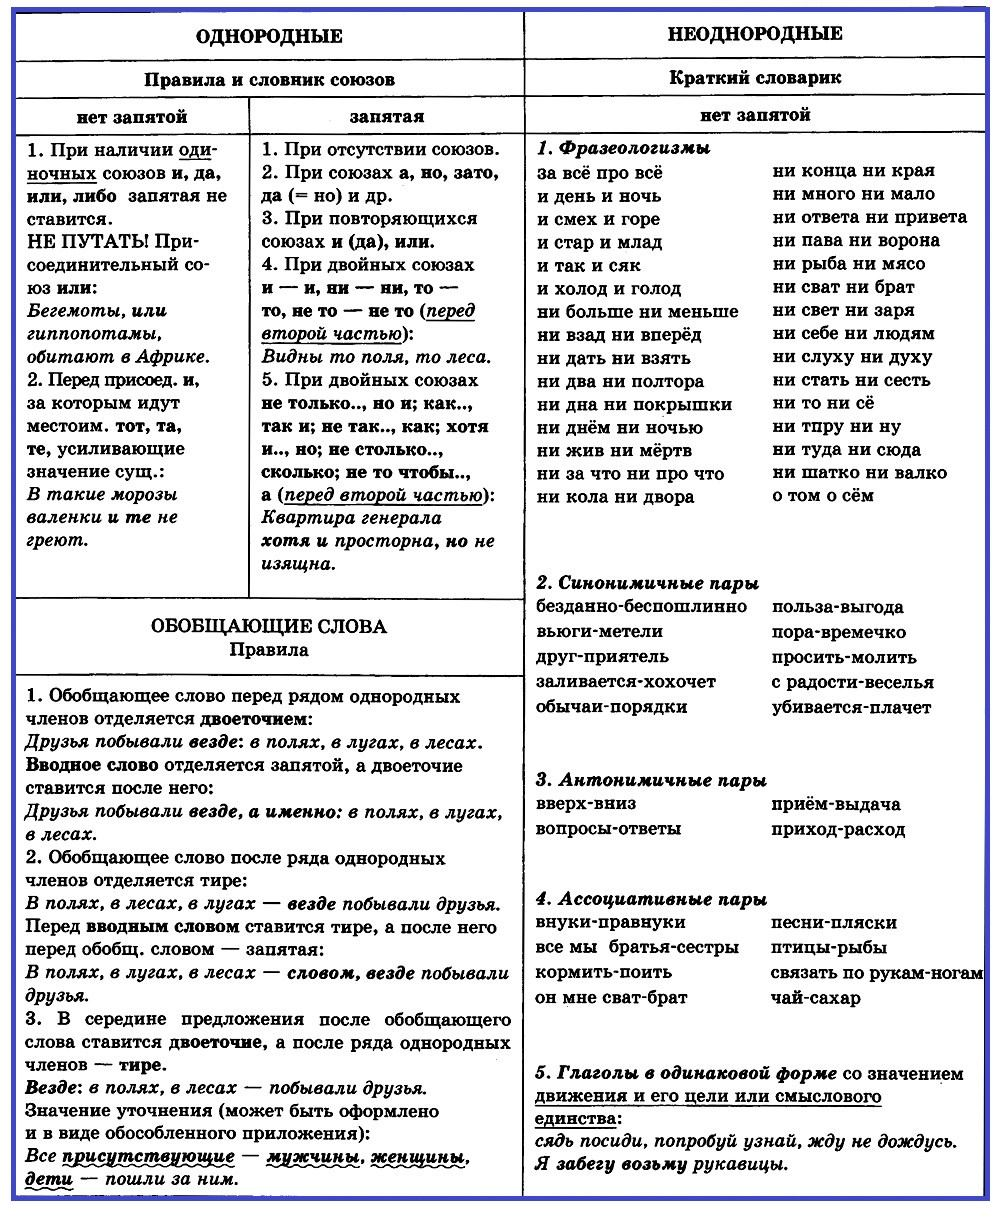 ОДНОРОДНЫЕ
Правила и словник союзов
нет запятой
1. При наличии оди-
ночных союзов и, да,
или, либо запятая не
ставится.
НЕ ПУТАТЬ! При-
соединительный со-
юз или:
Бегемоты, или
гиппопотамы,
обитают в Африке.
2. Перед присоед. и,
за которым идут
местоим. тот, та,
те, усиливающие
значение сущ.:
В такие морозы
валенки и те не
греют.
запятая
1. При отсутствии союзов.
2. При союзах а, но, зато,
да (= но) и др.
3. При повторяющихся
союзах и (да), или.
4. При двойных союзах
и — и, ни — ни, то —
то, не то — не то (перед
второй частью):
Видны то поля, то леса.
5. При двойных союзах
не только.., но и; как..,
так и; не так.., как; хотя
и.., но; не столько..,
сколько; не то чтобы..,
а (перед второй частью):
Квартира генерала
хотя и просторна, но не
изящна.
ОБОБЩАЮЩИЕ СЛОВА
Правила
1. Обобщающее слово перед рядом однородных
членов отделяется двоеточием:
Друзья побывали везде: в полях, в лугах, в лесах.
Вводное слово отделяется запятой, а двоеточие
ставится после него:
Друзья побывали везде, а именно: в полях, в лугах,
в лесах.
2. Обобщающее слово после ряда однородных
членов отделяется тире:
В полях, в лесах, в лугах — везде побывали друзья.
Перед вводным словом ставится тире, а после него
перед обобщ. словом — запятая:
В полях, в лугах, в лесах — словом, везде побывали
друзья.
3. В середине предложения после обобщающего
слова ставится двоеточие, а после ряда однородных
членов — тире.
Везде: в полях, в лесах — побывали друзья.
Значение уточнения (может быть оформлено
и в виде обособленного приложения):
Все присутствующие — мужчины, женщины,
дети — пошли за ним.
НЕОДНОРОДНЫЕ
Краткий словарик
нет запятой
1. Фразеологизмы
за всё про всё
и день и ночь
и смех и горе
и стар и млад
и так и сяк
и холод и голод
ни больше ни меньше
ни взад ни вперёд
ни дать ни взять
ни два ни полтора
ни дна ни покрышки
ни днём ни ночью
ни жив ни мёртв
ни за что ни про что
ни кола ни двора
ни конца ни края
ни много ни мало
ни ответа ни привета
ни пава ни ворона
ни рыба ни мясо
ни сват ни брат
ни свет ни заря
ни себе ни людям
ни слуху ни духу
ни стать ни сесть
ни то ни сё
ни тпру ни ну
ни туда ни сюда
ни шатко ни валко
о том о сём
2. Синонимичные пары
безданно-беспошлинно
вьюги-метели
друг-приятель
заливается-хохочет
обычаи-порядки
польза-выгода
пора-времечко
просить-молить
с радости-веселья
убивается-плачет
3. Антонимичные пары
вверх-вниз
вопросы-ответы
приём-выдача
приход-расход
4. Ассоциативные пары
внуки-правнуки
все мы братья-сестры
кормить-поить
он мне сват-брат
песни-пляски
птицы-рыбы
связать по рукам-ногам
чай-сахар
5. Глаголы в одинаковой форме со значением
движения и его цели или смыслового
единства:
сядь посиди, попробуй узнай, жду не дождусь.
Я забегу возьму рукавицы.